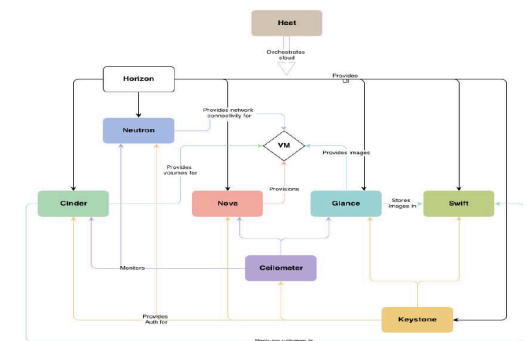 Heat
Orchestrates
cloud
Provides
UI
Horizon
Provides network
connectivity for
Neutron
VM
Provides images
Provides
volumes for
Provisions
Cinder
Nova
Glance
Stores
images in
Swift
Ceilometer
Monitors
Provides
Auth for
Keystone